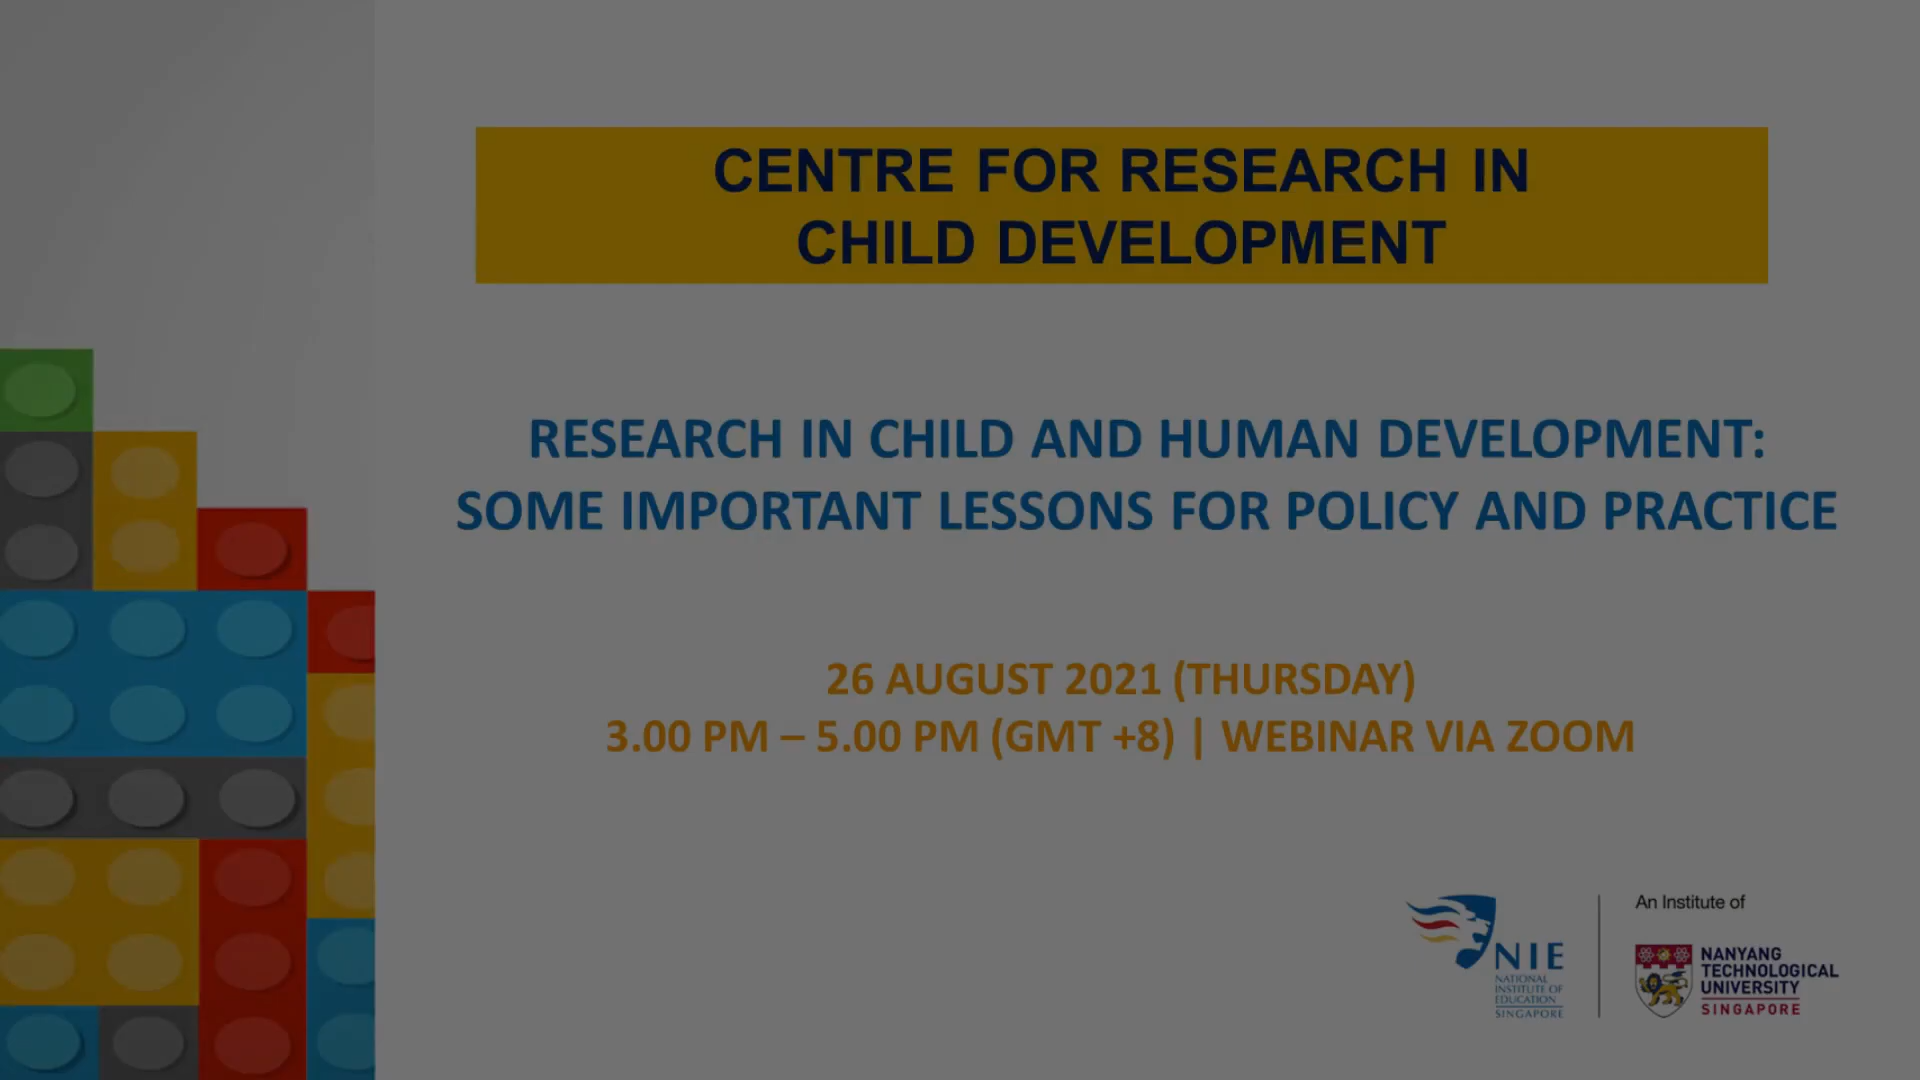 CENTRE FOR RESEARCH IN
CHILD DEVELOPMENT
RESEARCH IN CHILD AND HUMAN DEVELOPMENT:
SOME IMPORTANT LESSONS FOR POLICY AND PRACTICE
26 AUGUST 2021 (THURSDAY)
3.00 PM – 5.00 PM (GMT +8) | WEBINAR VIA ZOOM
NIE
NATIONAL
INSTITUTE OF
EDUCATION
SINGAPORE
An Institute of
NANYANG
TECHNOLOGICAL
UNIVERSITY
SINGAPORE